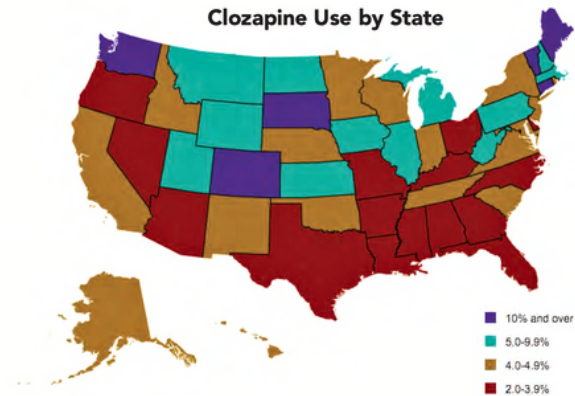 Clozapine Use by State
10% and over
5.0-9.9%
4.0-4.9%
2.0-3.9%